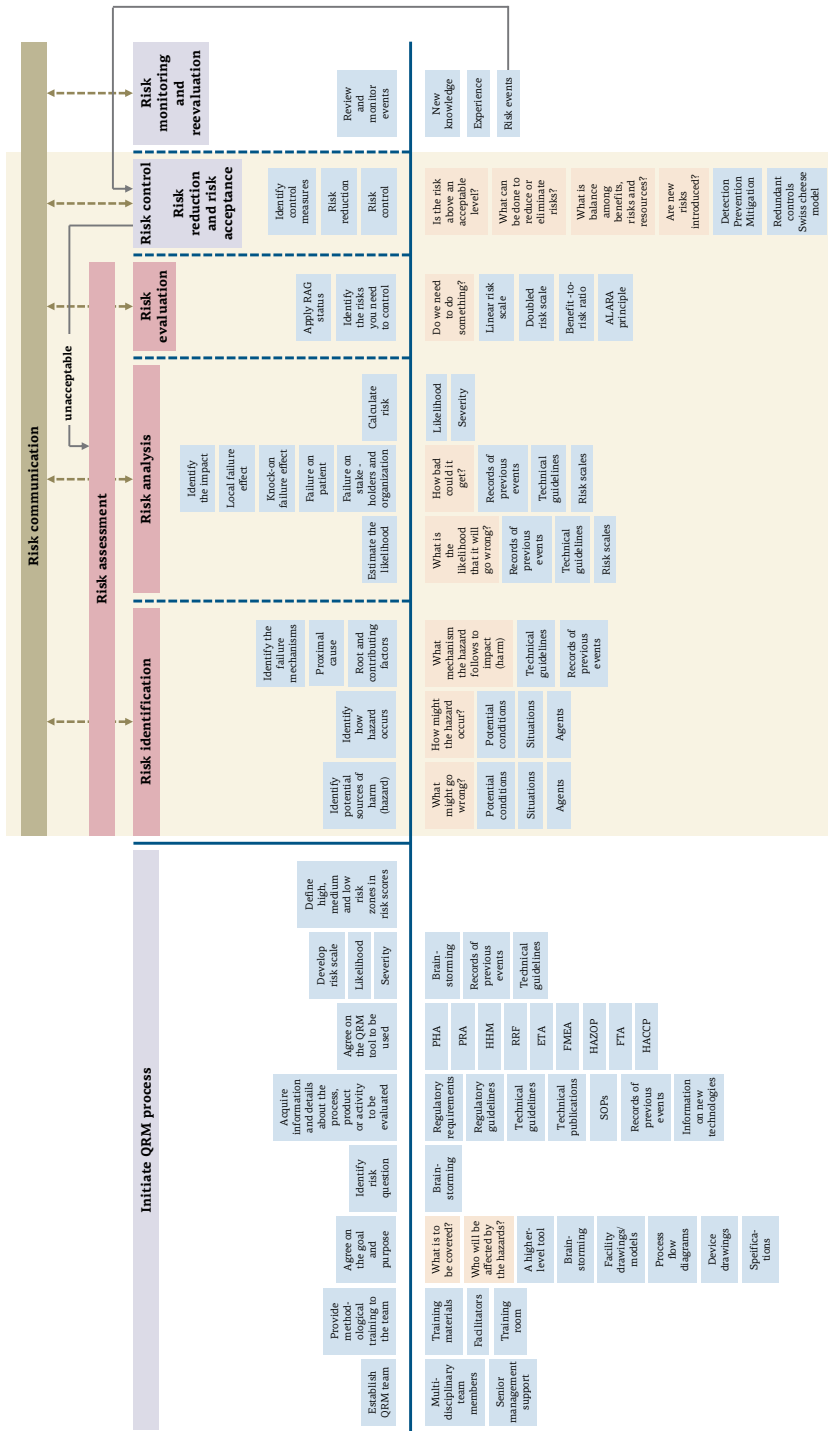 Risk communication
unacceptable
Risk assessment
Initiate QRM process
Risk identification
Risk analysis
Risk
evaluation
Risk control
Risk
reduction
and risk
acceptance
Risk
monitoring
and
reevaluation
Establish
QRM team
Provide
method-
ological
training to
the team
Agree on
the goal
and
purpose
Identify
risk
question
Acquire
information
and details
about the
process,
product
or activity
to be
evaluated
Agree on
the QRM
tool to be
used
Develop
risk scale
Likelihood
Severity
Define
high,
medium
and low
risk
zones in
risk scores
Identify
potential
sources of
harm
(hazard)
Identify
how
hazard
occurs
Identify the
failure
mechanisms
Proximal
cause
Root and
contributing
factors
Estimate the
likelihood
Identify
the impact
Local failure
effect
Knock-on
failure effect
Failure on
patient
Failure on
stake -
holders and
organization
Calculate
risk
Apply RAG
status
Identify
the risks
you need
to control
Identify
control
measures
Risk
reduction
Risk
control
Review
and
monitor
events
Multi-
disciplinary
team
members
Senior
management
support
Training
materials
Facilitators
Training
room
What is to
be covered?
Who will be
affected by
the hazards?
A higher-
level tool
Brain-
storming
Facility
drawings/
models
Process
flow
diagrams
Device
drawings
Speifica-
tions
Brain-
storming
Regulatory
requirements
Regulatory
guidelines
Technical
guidelines
Technical
publications
SOPs
Records of
previous
events
Information
on new
technologies
PHA
PRA
HHM
RRF
ETA
FMEA
HAZOP
FTA
HACCP
Brain-
storming
Records of
previous
events
Technical
guidelines
What
might go
wrong?
Potential
conditions
Situations
Agents
How might
the hazard
occur?
Potential
conditions
Situations
Agents
What
mechanism
the hazard
follows to
impact
(harm)
Technical
guidelines
Records of
previous
events
What is
the
likelihood
that it will
go wrong?
Records of
previous
events
Technical
guidelines
Risk scales
How bad
could it
get?
Records of
previous
events
Technical
guidelines
Risk scales
Likelihood
Severity
Do we need
to do
something?
Linear risk
scale
Doubled
risk scale
Benefit -to-
risk ratio
ALARA
principle
Is the risk
above an
acceptable
level?
What can
be done to
reduce or
eliminate
risks?
What is
balance
among
benefits,
risks and
resources?
Are new
risks
introduced?
Detection
Prevention
Mitigation
Redundant
controls
Swiss cheese
model
New
knowledge
Experience
Risk events